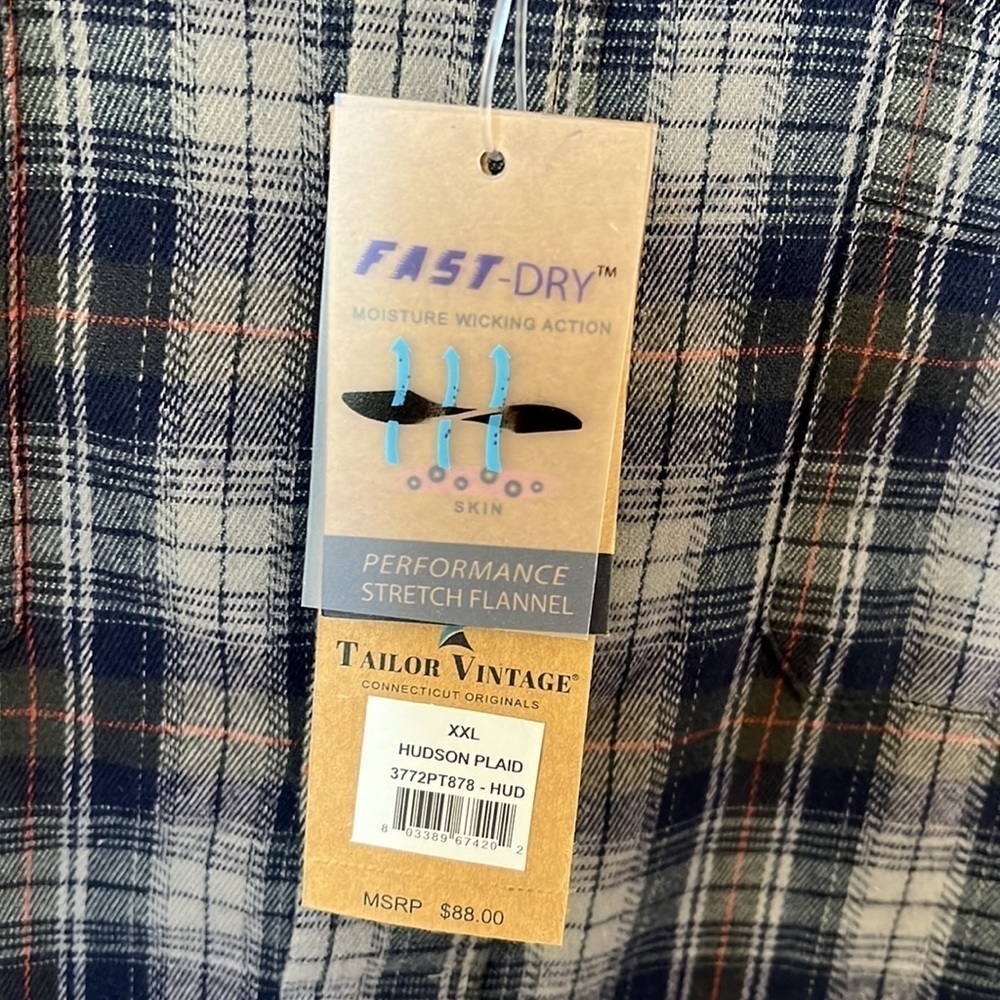 FAST-DRY™
MOISTURE WICKING ACTION
SKIN
PERFORMANCE
STRETCH FLANNEL
TAILOR VINTAGE®
CONNECTICUT ORIGINALS
XXL
HUDSON PLAID
3772PT878 - HUD
8 03389 67420 2
MSRP $88.00